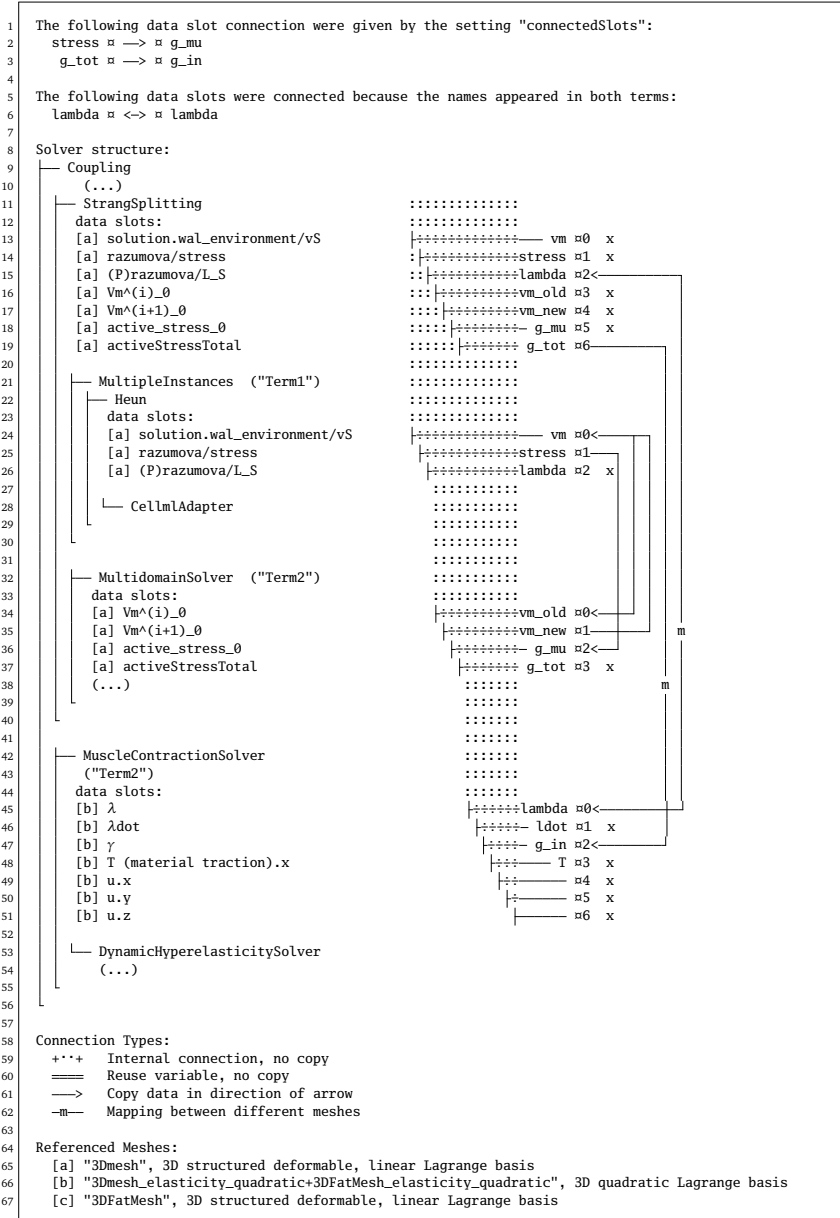 1 The following data slot connection were given by the setting "connectedSlots":
2 stress ¤ —> ¤ g_mu
3 g_tot ¤ —> ¤ g_in
4
5 The following data slots were connected because the names appeared in both terms:
6 lambda ¤ <—> ¤ lambda
7
8 Solver structure:
9 ├── Coupling
10 │ (...)
11 │ ├── StrangSplitting ::::::::::::::
12 │ │ data slots: ::::::::::::::
13 │ │ [a] solution.wal_environment/vS ├÷÷÷÷÷÷÷÷÷÷÷÷÷─── vm ¤0 x
14 │ │ [a] razumova/stress :├÷÷÷÷÷÷÷÷÷÷÷÷stress ¤1 x
15 │ │ [a] (P)razumova/L_S ::├÷÷÷÷÷÷÷÷÷÷÷lambda ¤2<──────────┐
16 │ │ [a] Vm^(i)_0 :::├÷÷÷÷÷÷÷÷÷÷vm_old ¤3 x │
17 │ │ [a] Vm^(i+1)_0 ::::├÷÷÷÷÷÷÷÷÷vm_new ¤4 x │
18 │ │ [a] active_stress_0 :::::├÷÷÷÷÷÷÷÷─ g_mu ¤5 x │
19 │ │ [a] activeStressTotal ::::::├÷÷÷÷÷÷÷ g_tot ¤6─────────┐ │
20 │ │ :::::::::::::: │ │
21 │ │ ├── MultipleInstances ("Term1") :::::::::::::: │ │
22 │ │ │ ├── Heun :::::::::::::: │ │
23 │ │ │ │ data slots: :::::::::::::: │ │
24 │ │ │ │ [a] solution.wal_environment/vS ├÷÷÷÷÷÷÷÷÷÷÷÷÷─── vm ¤0<────┬─┐ │ │
25 │ │ │ │ [a] razumova/stress ├÷÷÷÷÷÷÷÷÷÷÷÷stress ¤1───┐ │ │ │ │
26 │ │ │ │ [a] (P)razumova/L_S ├÷÷÷÷÷÷÷÷÷÷÷lambda ¤2 x│ │ │ │ │
27 │ │ │ │ ::::::::::: │ │ │ │ │
28 │ │ │ │ └── CellmlAdapter ::::::::::: │ │ │ │ │
29 │ │ │ └ ::::::::::: │ │ │ │ │
30 │ │ └ ::::::::::: │ │ │ │ │
31 │ │ ::::::::::: │ │ │ │ │
32 │ │ ├── MultidomainSolver ("Term2") ::::::::::: │ │ │ │ │
33 │ │ │ data slots: ::::::::::: │ │ │ │ │
34 │ │ │ [a] Vm^(i)_0 ├÷÷÷÷÷÷÷÷÷÷vm_old ¤0<────┘ │ │ │
35 │ │ │ [a] Vm^(i+1)_0 ├÷÷÷÷÷÷÷÷÷vm_new ¤1──────┘ │ m
36 │ │ │ [a] active_stress_0 ├÷÷÷÷÷÷÷÷─ g_mu ¤2<──┘ │ │
37 │ │ │ [a] activeStressTotal ├÷÷÷÷÷÷÷ g_tot ¤3 x │ │
38 │ │ │ (...) ::::::: m │
39 │ │ └ ::::::: │ │
40 │ └ ::::::: │ │
41 │ ::::::: │ │
42 │ ├── MuscleContractionSolver ::::::: │ │
43 │ │ ("Term2") ::::::: │ │
44 │ │ data slots: ::::::: │ │
45 │ │ [b] λ ├÷÷÷÷÷÷lambda ¤0<────────┼─┘
46 │ │ [b] λdot ├÷÷÷÷÷─ ldot ¤1 x │
47 │ │ [b] γ ├÷÷÷÷─ g_in ¤2<────────┘
48 │ │ [b] T (material traction).x ├÷÷÷──── T ¤3 x
49 │ │ [b] u.x ├÷÷────── ¤4 x
50 │ │ [b] u.y ├÷────── ¤5 x
51 │ │ [b] u.z ├────── ¤6 x
52 │ │
53 │ │ └── DynamicHyperelasticitySolver
54 │ │ (...)
55 │ └
56 └
57
58 Connection Types:
59 +··+ Internal connection, no copy
60 ════ Reuse variable, no copy
61 ───> Copy data in direction of arrow
62 ─m── Mapping between different meshes
63
64 Referenced Meshes:
65 [a] "3Dmesh", 3D structured deformable, linear Lagrange basis
66 [b] "3Dmesh_elasticity_quadratic+3DFatMesh_elasticity_quadratic", 3D quadratic Lagrange basis
67 [c] "3DFatMesh", 3D structured deformable, linear Lagrange basis